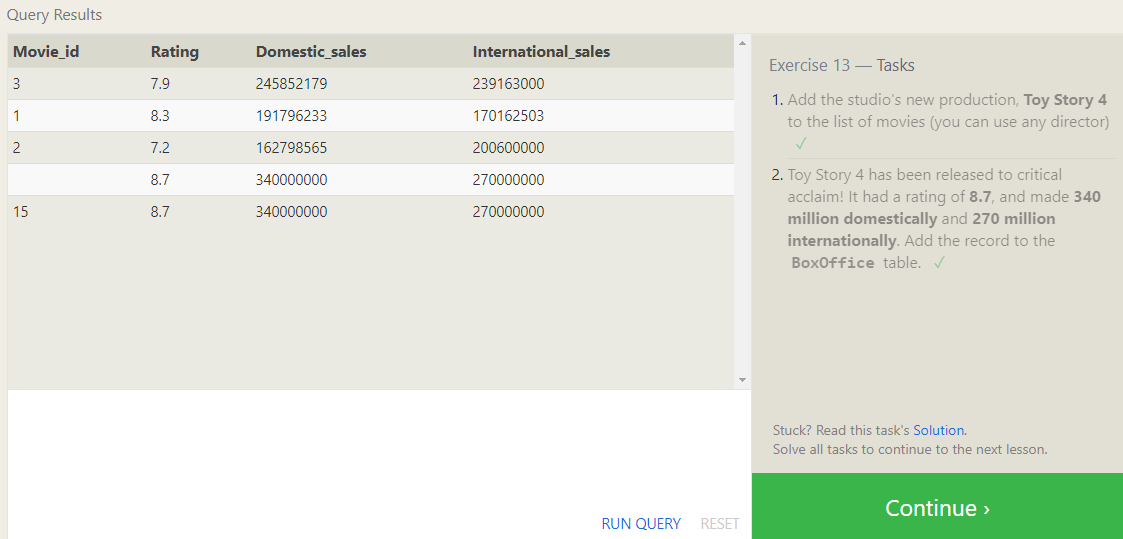 Query Results
Movie_id Rating Domestic_sales International_sales
3 7.9 245852179 239163000
1 8.3 191796233 170162503
2 7.2 162798565 200600000
8.7 340000000 270000000
15 8.7 340000000 270000000
RUN QUERY RESET
Exercise 13 — Tasks
1. Add the studio's new production, Toy Story 4
to the list of movies (you can use any director)
✓
2. Toy Story 4 has been released to critical
acclaim! It had a rating of 8.7, and made 340
million domestically and 270 million
internationally. Add the record to the
BoxOffice table. ✓
Stuck? Read this task's Solution.
Solve all tasks to continue to the next lesson.
Continue ›